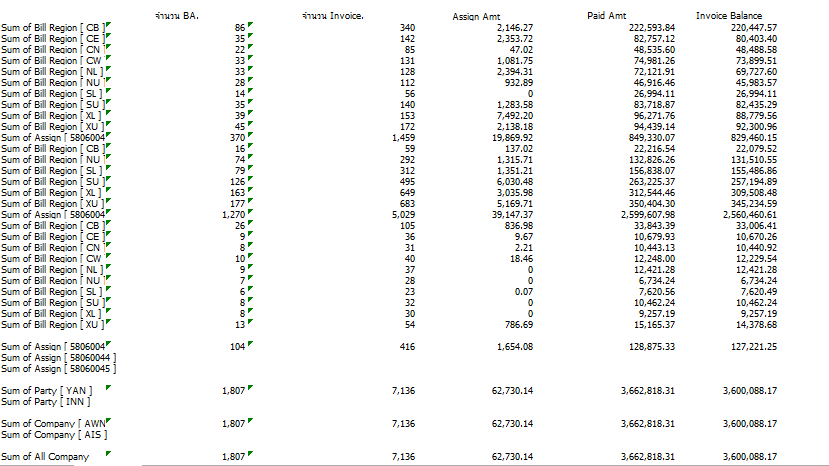 จำนวน BA. จำนวน Invoice. Assign Amt Paid Amt Invoice Balance
Sum of Bill Region [ CB ] 86 340 2,146.27 222,593.84 220,447.57
Sum of Bill Region [ CE ] 35 142 2,353.72 82,757.12 80,403.40
Sum of Bill Region [ CN 22 85 47.02 48,535.60 48,488.58
Sum of Bill Region [ CW 33 131 1,081.75 74,981.26 73,899.51
Sum of Bill Region [ NL ] 33 128 2,394.31 72,121.91 69,727.60
Sum of Bill Region [ NU 28 112 932.89 46,916.46 45,983.57
Sum of Bill Region [ SL ] 14 56 0 26,994.11 26,994.11
Sum of Bill Region [ SU ] 35 140 1,283.58 83,718.87 82,435.29
Sum of Bill Region [ XL ] 39 153 7,492.20 96,271.76 88,779.56
Sum of Bill Region [ XU ] 45 172 2,138.18 94,439.14 92,300.96
Sum of Assign [ 5806004 370 1,459 19,869.92 849,330.07 829,460.15
Sum of Bill Region [ CB ] 16 59 137.02 22,216.54 22,079.52
Sum of Bill Region [ NU 74 292 1,315.71 132,826.26 131,510.55
Sum of Bill Region [ SL ] 79 312 1,351.21 156,838.07 155,486.86
Sum of Bill Region [ SU ] 126 495 6,030.48 263,225.37 257,194.89
Sum of Bill Region [ XL ] 163 649 3,035.98 312,544.46 309,508.48
Sum of Bill Region [ XU ] 177 683 5,169.71 350,404.30 345,234.59
Sum of Assign [ 5806004 1,270 5,029 39,147.37 2,599,607.98 2,560,460.61
Sum of Bill Region [ CB ] 26 105 836.98 33,843.39 33,006.41
Sum of Bill Region [ CE ] 9 36 9.67 10,679.93 10,670.26
Sum of Bill Region [ CN 8 31 2.21 10,443.13 10,440.92
Sum of Bill Region [ CW 10 40 18.46 12,248.00 12,229.54
Sum of Bill Region [ NL ] 9 37 0 12,421.28 12,421.28
Sum of Bill Region [ NU 7 28 0 6,734.24 6,734.24
Sum of Bill Region [ SL ] 6 23 0.07 7,620.56 7,620.49
Sum of Bill Region [ SU ] 8 32 0 10,462.24 10,462.24
Sum of Bill Region [ XL ] 8 30 0 9,257.19 9,257.19
Sum of Bill Region [ XU ] 13 54 786.69 15,165.37 14,378.68
Sum of Assign [ 5806004 104 416 1,654.08 128,875.33 127,221.25
Sum of Assign [ 58060044 ]
Sum of Assign [ 58060045 ]
Sum of Party [ YAN ] 1,807 7,136 62,730.14 3,662,818.31 3,600,088.17
Sum of Party [ INN ]
Sum of Company [ AWN 1,807 7,136 62,730.14 3,662,818.31 3,600,088.17
Sum of Company [ AIS ]
Sum of All Company 1,807 7,136 62,730.14 3,662,818.31 3,600,088.17